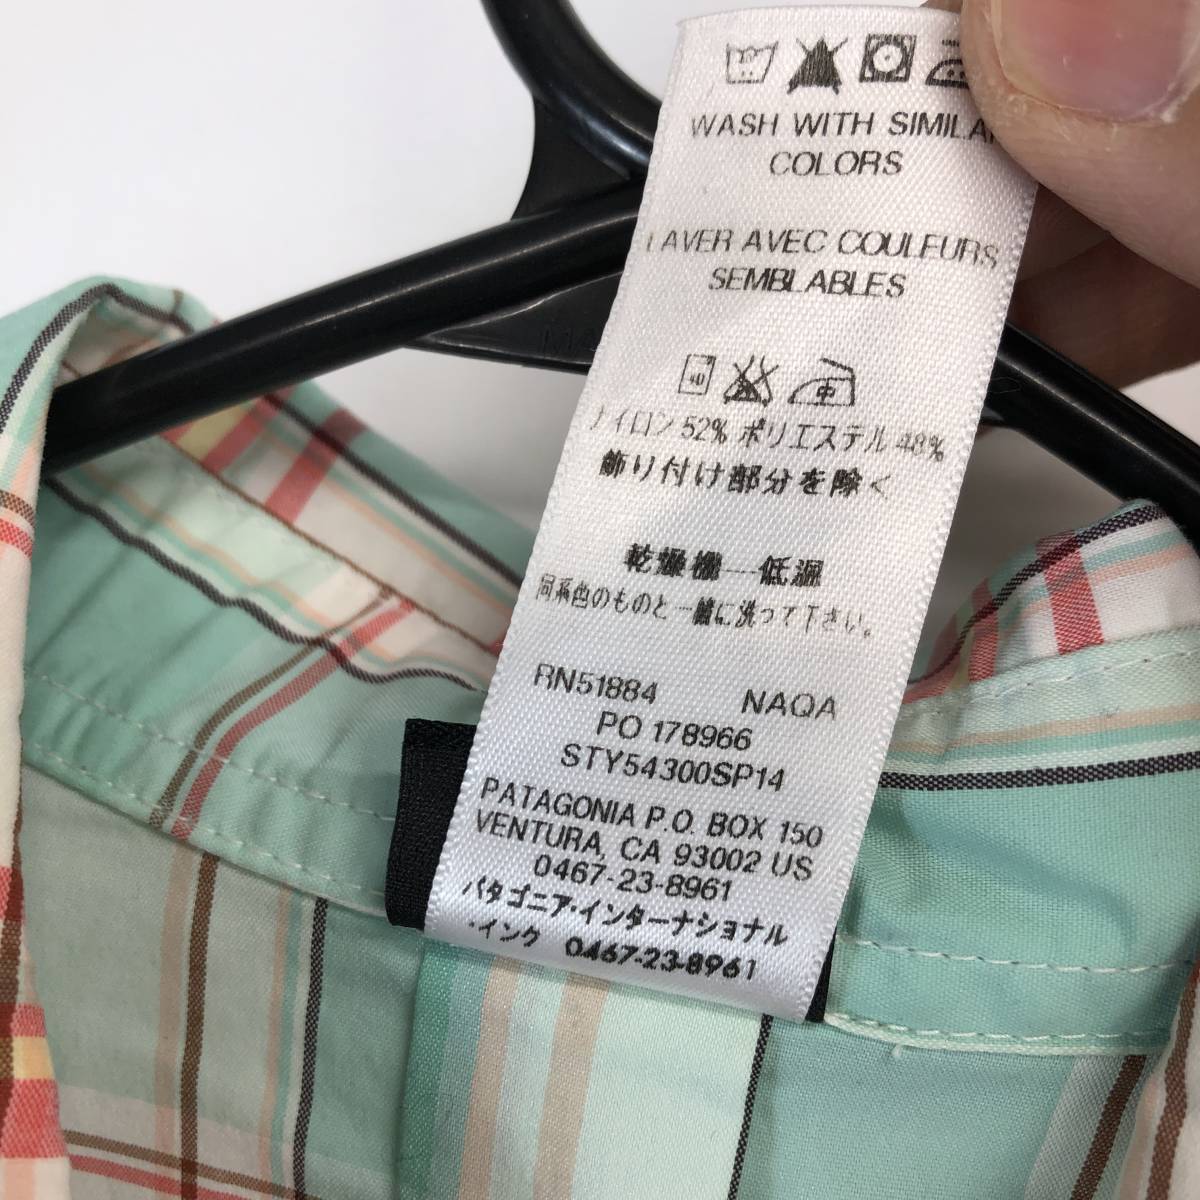 WASH WITH SIMILAR
COLORS
LAVER AVEC COULEURS
SEMBLABLES
40 中
ナイロン 52% ポリエステル 48%
飾り付け部分を除く
乾燥機―低温
同系色のものと一緒に洗って下さい。
RN51884 NAQA
PO 178966
STY54300SP14
PATAGONIA P.O. BOX 150
VENTURA, CA 93002 US
0467-23-8961
パタゴニア・インターナショナル
・インク 0467-23-8961